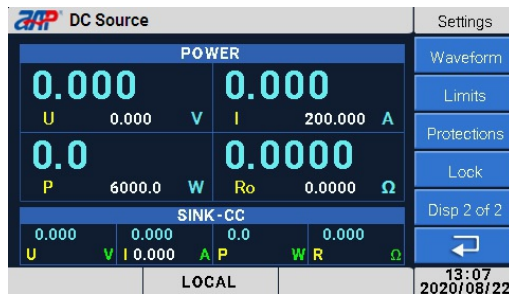 AAP DC Source
Settings
POWER
0.000
U 0.000 V
0.000
I 200.000 A
0.0
P 6000.0 W
0.0000
Ro 0.0000 Ω
SINK-CC
0.000 0.000 0.0 0.000
U V I 0.000 A P W R Ω
Waveform
Limits
Protections
Lock
Disp 2 of 2
LOCAL
13:07
2020/08/22